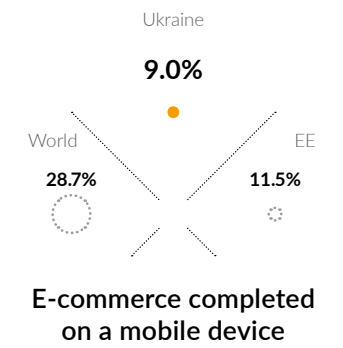 Ukraine
9.0%
World
EE
28.7%
11.5%
E-commerce completed
on a mobile device